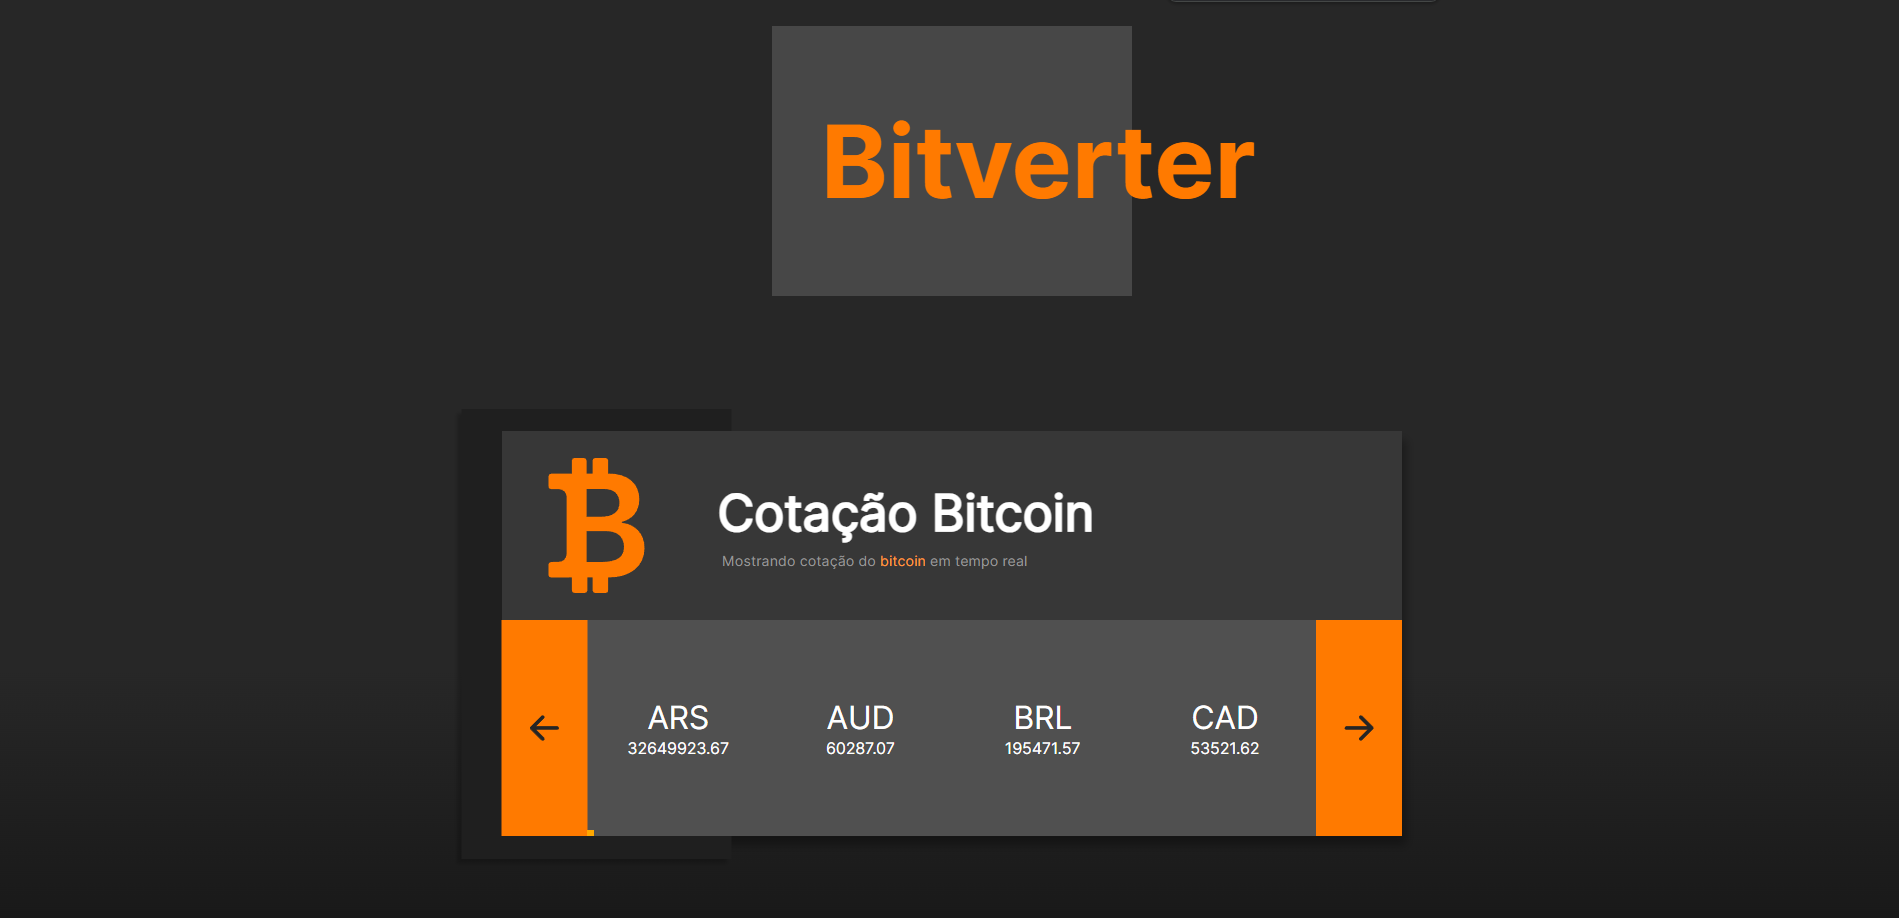 Bitverter
Cotação Bitcoin
Mostrando cotação do bitcoin em tempo real
ARS AUD BRL CAD
32649923.67 60287.07 195471.57 53521.62